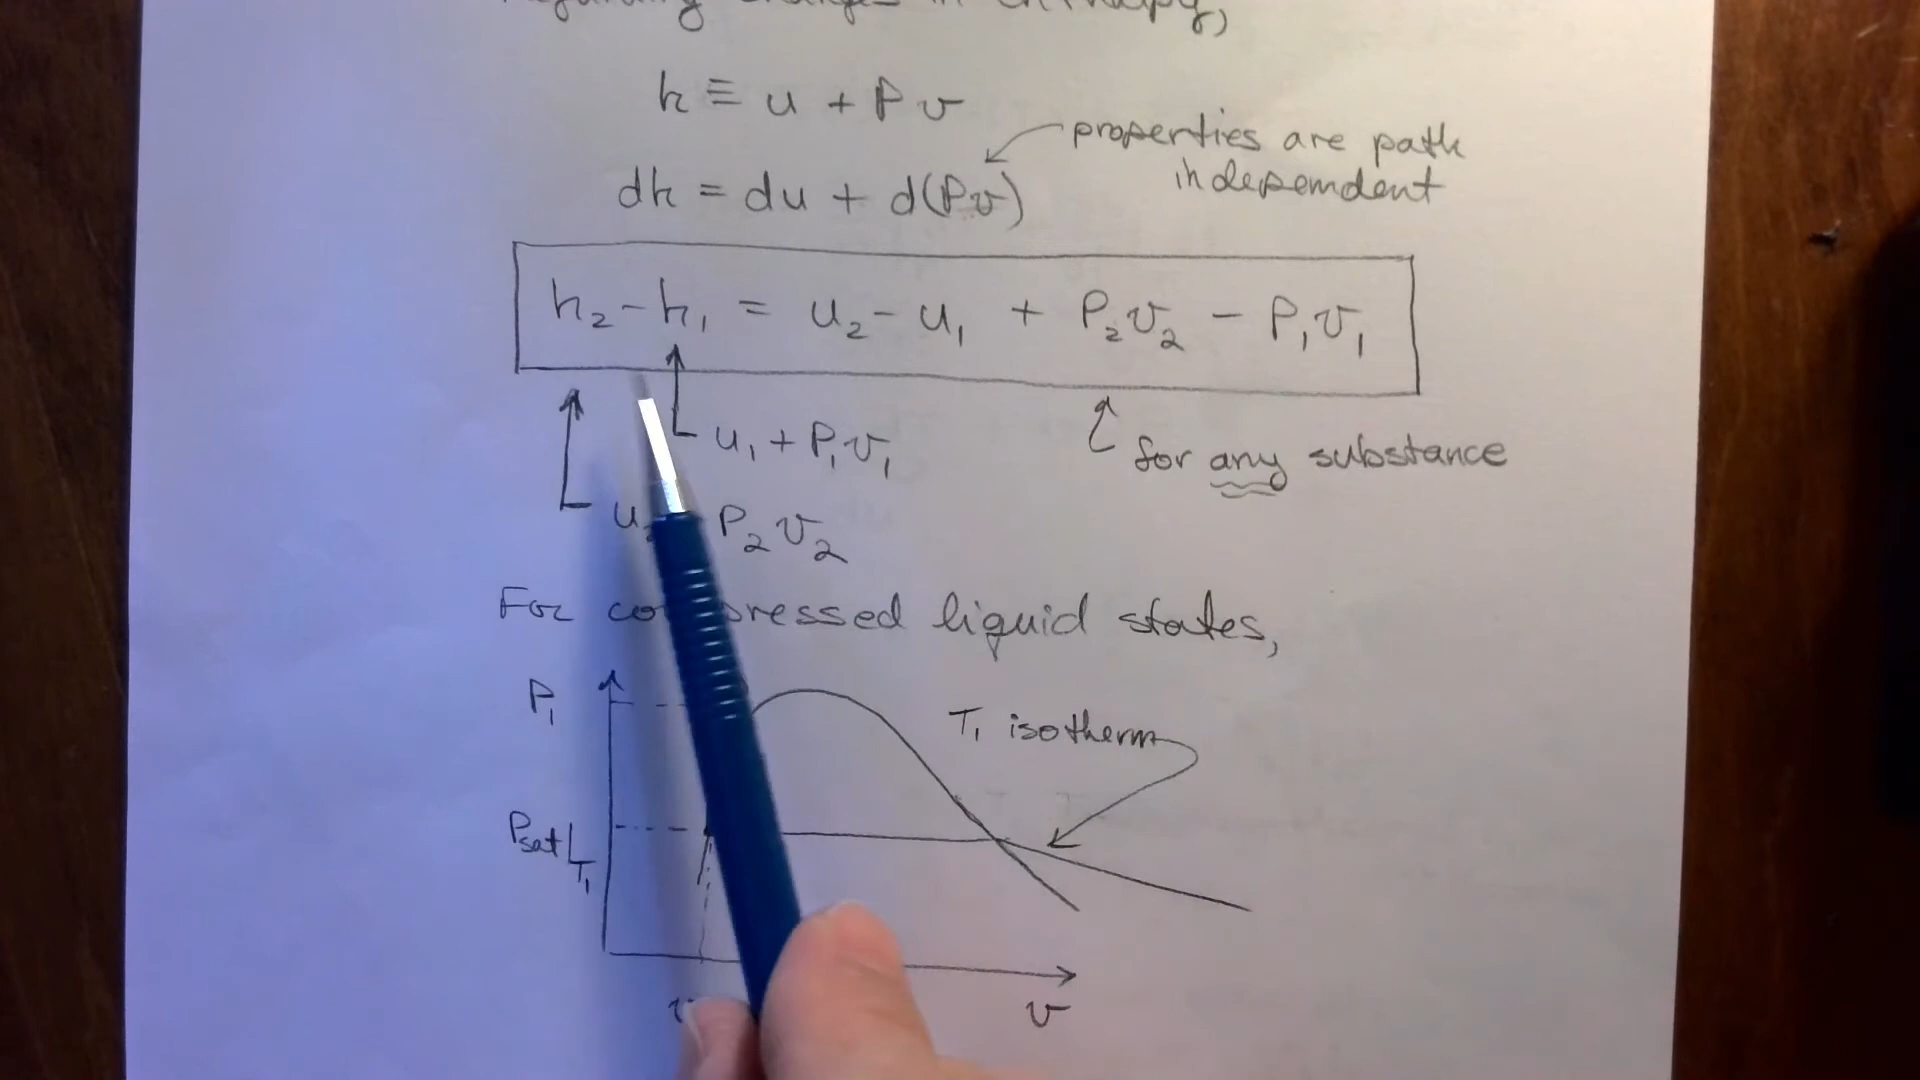 h ≡ u + Pv
properties are path
independent
dh = du + d(Pv)
h₂ - h₁ = u₂ - u₁ + P₂v₂ - P₁v₁
u₁ + P₁v₁
for any substance
P₂v₂
For
liquid states,
P₁
T₁ isotherm
Psat|T₁
v